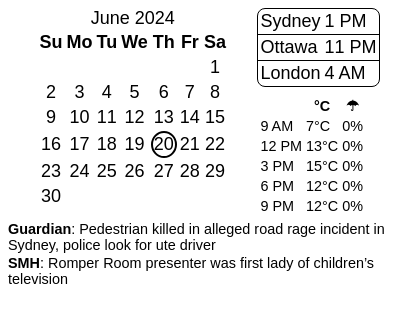 June 2024
Su Mo Tu We Th Fr Sa
1
2 3 4 5 6 7 8
9 10 11 12 13 14 15
16 17 18 19 20 21 22
23 24 25 26 27 28 29
30
Sydney 1 PM
Ottawa 11 PM
London 4 AM
°C ☂
9 AM 7°C 0%
12 PM 13°C 0%
3 PM 15°C 0%
6 PM 12°C 0%
9 PM 12°C 0%
Guardian: Pedestrian killed in alleged road rage incident in
Sydney, police look for ute driver
SMH: Romper Room presenter was first lady of children's
television